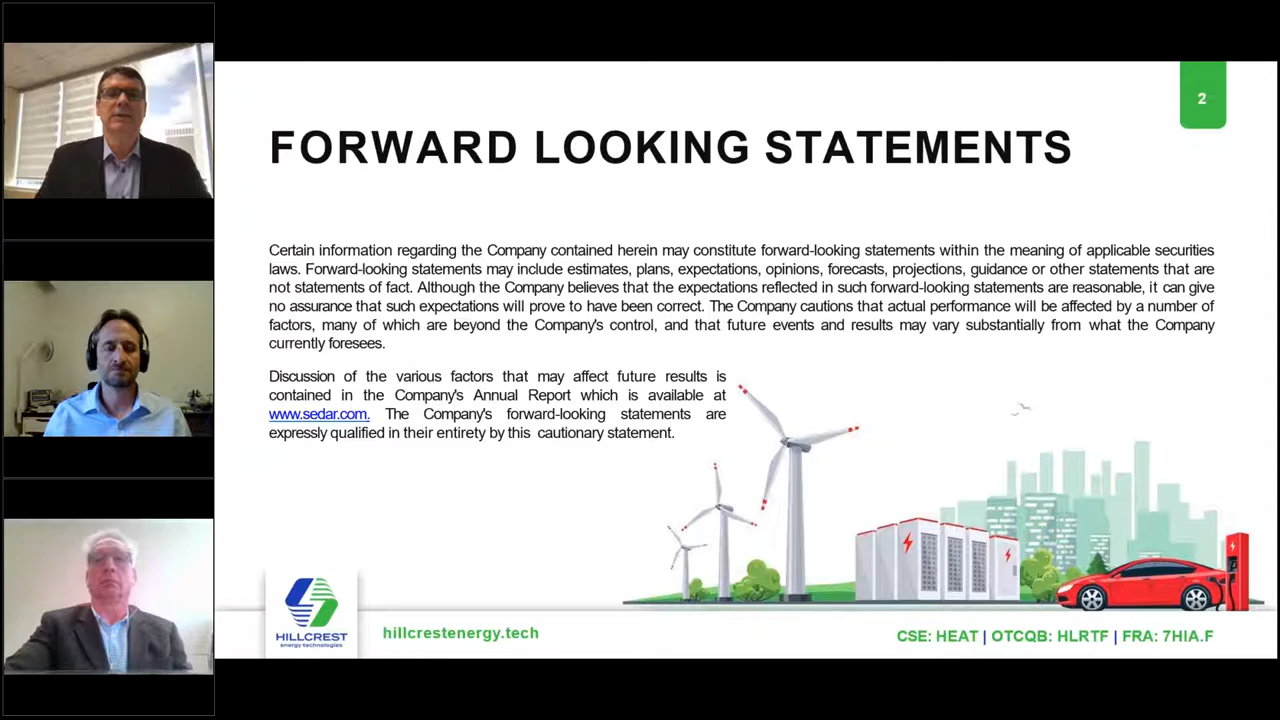 2
FORWARD LOOKING STATEMENTS
Certain information regarding the Company contained herein may constitute forward-looking statements within the meaning of applicable securities
laws. Forward-looking statements may include estimates, plans, expectations, opinions, forecasts, projections, guidance or other statements that are
not statements of fact. Although the Company believes that the expectations reflected in such forward-looking statements are reasonable, it can give
no assurance that such expectations will prove to have been correct. The Company cautions that actual performance will be affected by a number of
factors, many of which are beyond the Company's control, and that future events and results may vary substantially from what the Company
currently foresees.
Discussion of the various factors that may affect future results is
contained in the Company's Annual Report which is available at
www.sedar.com. The Company's forward-looking statements are
expressly qualified in their entirety by this cautionary statement.
HILLCREST
energy technologies
hillcrestenergy.tech
CSE: HEAT | OTCQB: HLRTF | FRA: 7HIA.F